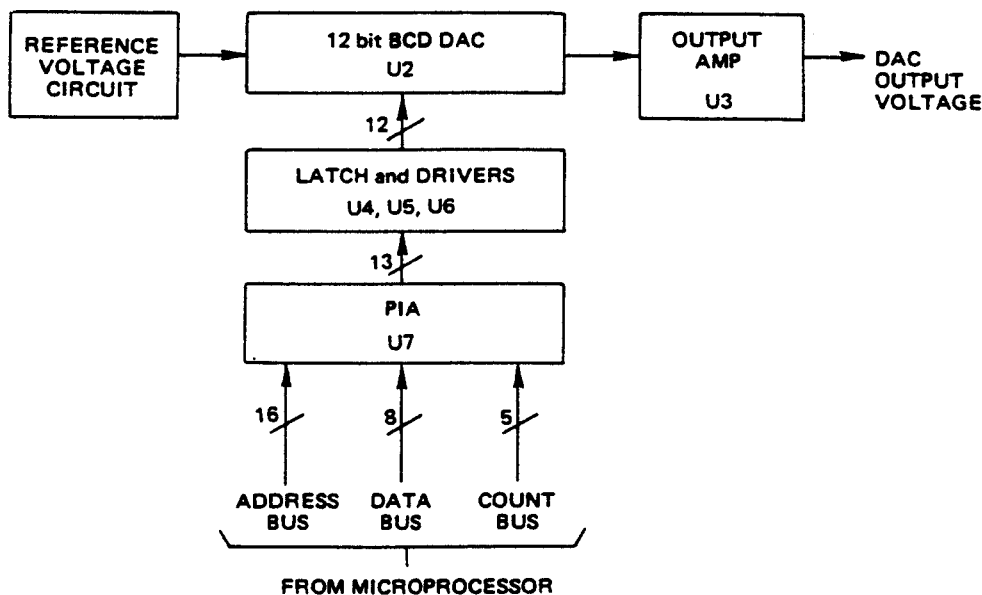 REFERENCE
VOLTAGE
CIRCUIT
12 bit BCD DAC
U2
OUTPUT
AMP
U3
DAC
OUTPUT
VOLTAGE
12
LATCH and DRIVERS
U4, U5, U6
13
PIA
U7
16
8
5
ADDRESS
BUS
DATA
BUS
COUNT
BUS
FROM MICROPROCESSOR